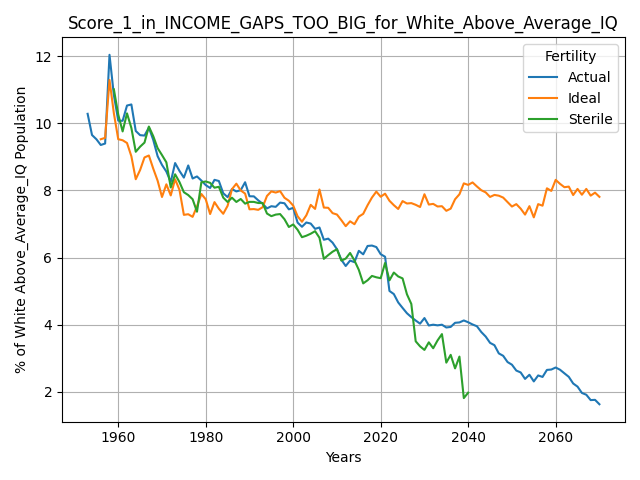 Score_1_in_INCOME_GAPS_TOO_BIG_for_White_Above_Average_IQ
Fertility
Actual
Ideal
Sterile
% of White Above_Average_IQ Population
12
10
8
6
4
2
1960 1980 2000 2020 2040 2060
Years